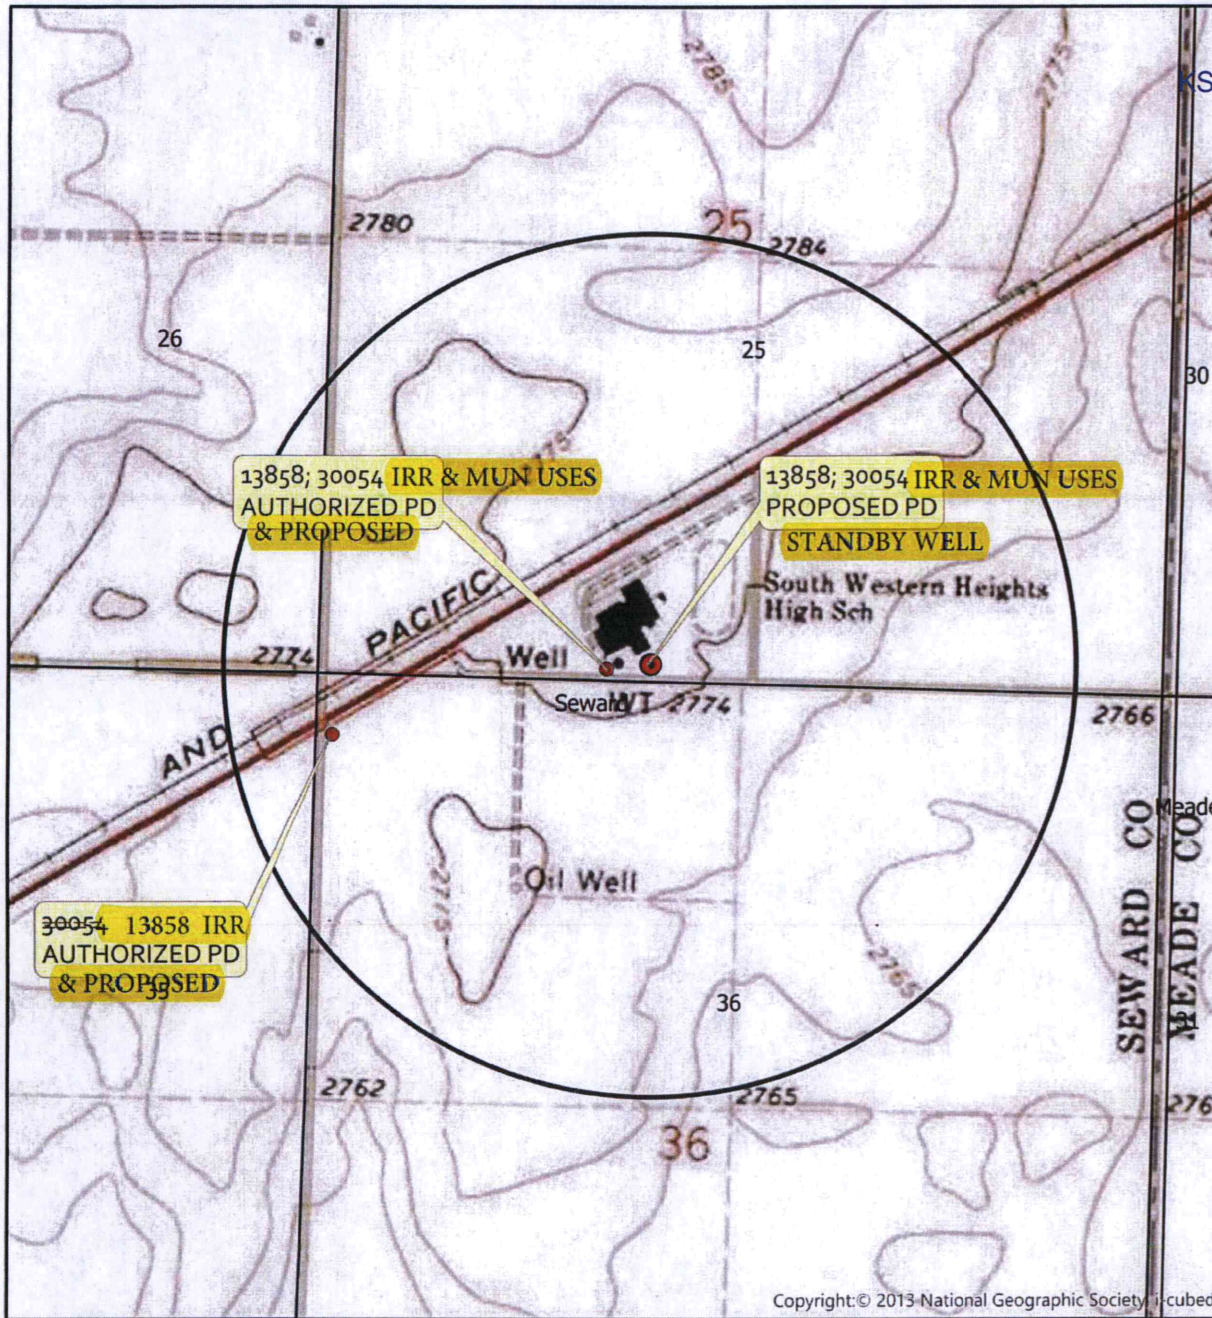 2785
2775
KS
2780
25
2784
26
25
30
2775
13858; 30054 IRR & MUN USES
AUTHORIZED PD
& PROPOSED
13858; 30054 IRR & MUN USES
PROPOSED PD
STANDBY WELL
South Western Heights
High Sch
PACIFIC
2774
Well
Seward
WT 2774
2766
AND
Meade
SEWARD CO
MEADE CO
Oil Well
30054 13858 IRR
AUTHORIZED PD
& PROPOSED
35
2765
36
2762
2765
276
36
Copyright:© 2013 National Geographic Society, i-cubed